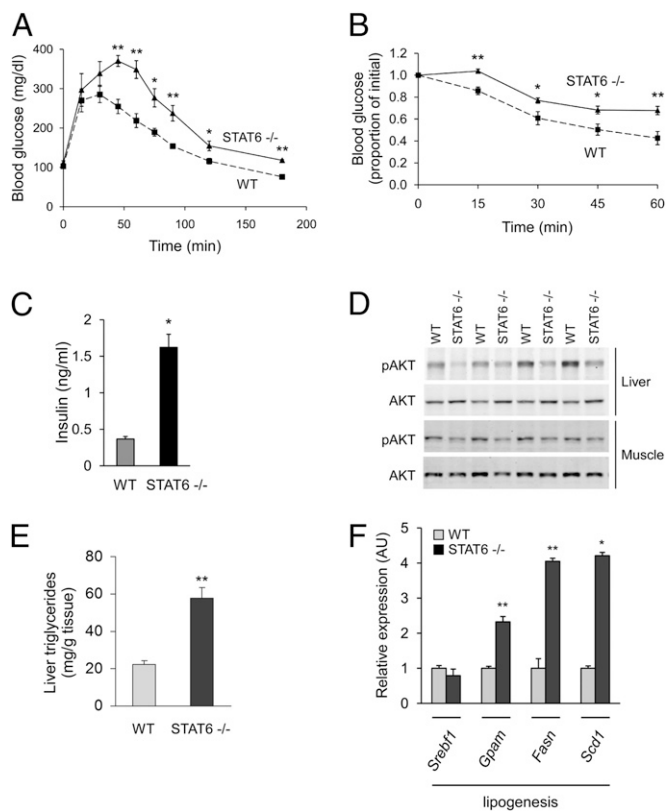 A
Blood glucose (mg/dl)
400
300
200
100
0
** ** * ** * **
STAT6 -/-
WT
0 50 100 150 200
Time (min)
B
Blood glucose
(proportion of initial)
1.2
1.0
0.8
0.6
0.4
0.2
0.0
** * * **
STAT6 -/-
WT
0 15 30 45 60
Time (min)
C
Insulin (ng/ml)
2
1.5
1
0.5
0
*
WT STAT6 -/-
D
WT STAT6 -/- WT STAT6 -/- WT STAT6 -/- WT STAT6 -/-
pAKT
AKT
Liver
pAKT
AKT
Muscle
E
Liver triglycerides
(mg/g tissue)
80
60
40
20
0
**
WT STAT6 -/-
F
Relative expression (AU)
5
4
3
2
1
0
WT
STAT6 -/-
** ** *
Srebf1 Gpam Fasn Scd1
lipogenesis